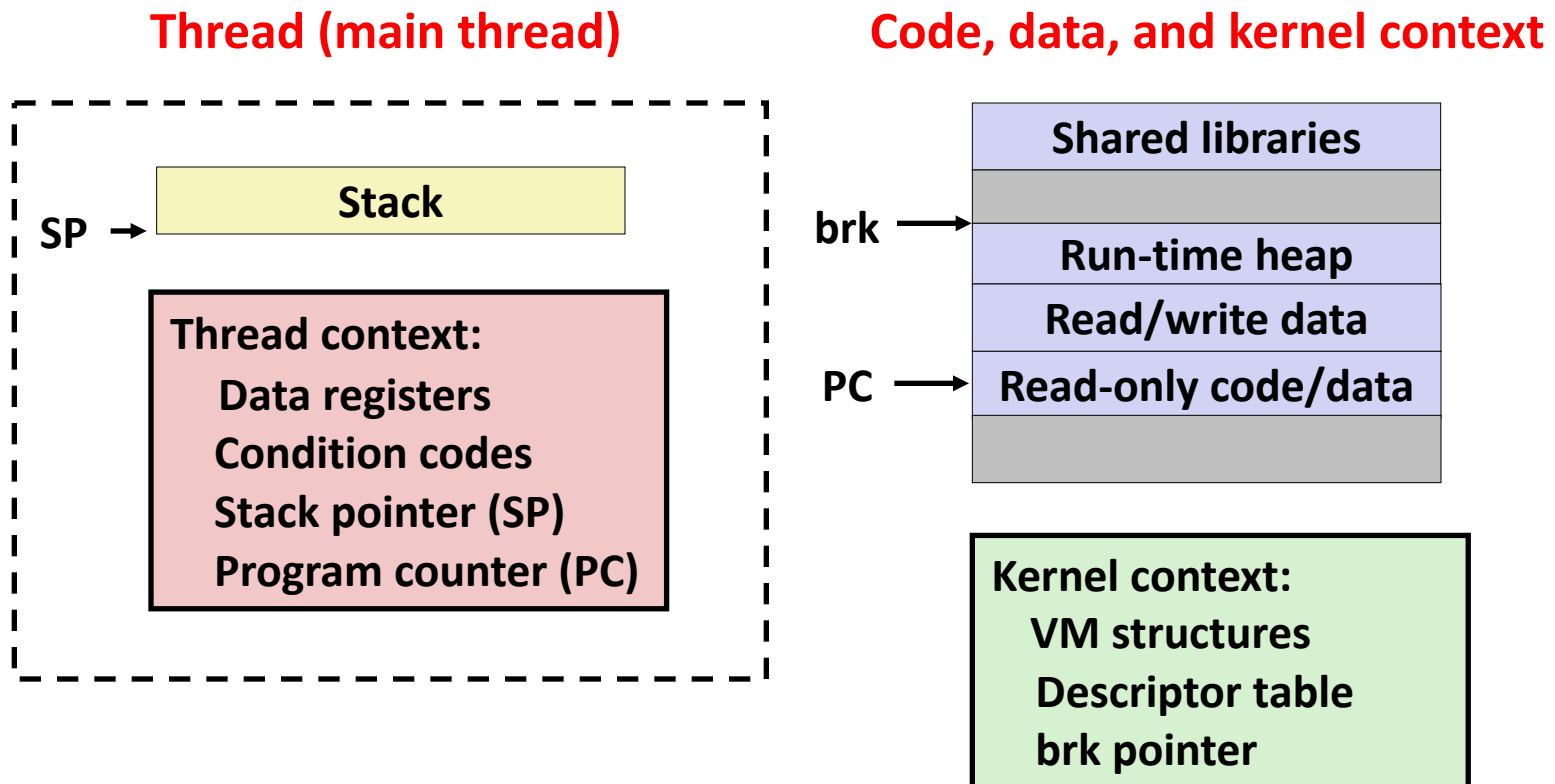 Thread (main thread)
Stack
SP
Thread context:
Data registers
Condition codes
Stack pointer (SP)
Program counter (PC)
Code, data, and kernel context
Shared libraries
brk
Run-time heap
Read/write data
PC
Read-only code/data
Kernel context:
VM structures
Descriptor table
brk pointer